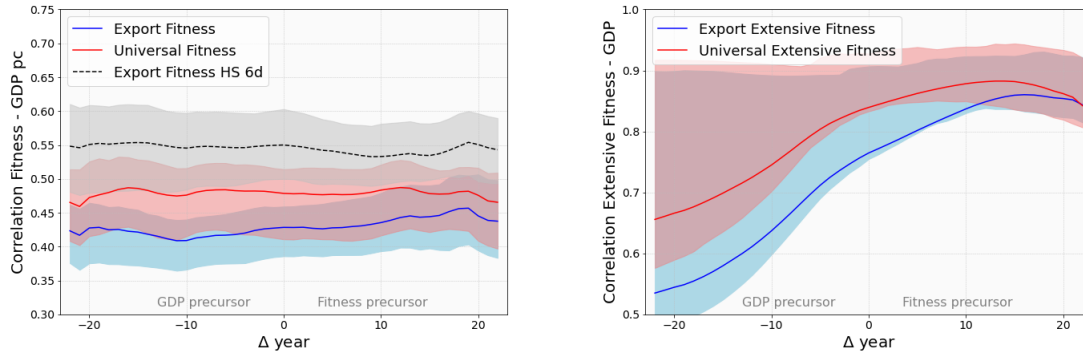 0.75
0.70
0.65
0.60
0.55
0.50
0.45
0.40
0.35
0.30
Correlation Fitness - GDP pc
Export Fitness
Universal Fitness
Export Fitness HS 6d
GDP precursor
Fitness precursor
−20
−10
0
10
20
Δ year
1.0
0.9
0.8
0.7
0.6
0.5
Correlation Extensive Fitness - GDP
Export Extensive Fitness
Universal Extensive Fitness
GDP precursor
Fitness precursor
−20
−10
0
10
20
Δ year